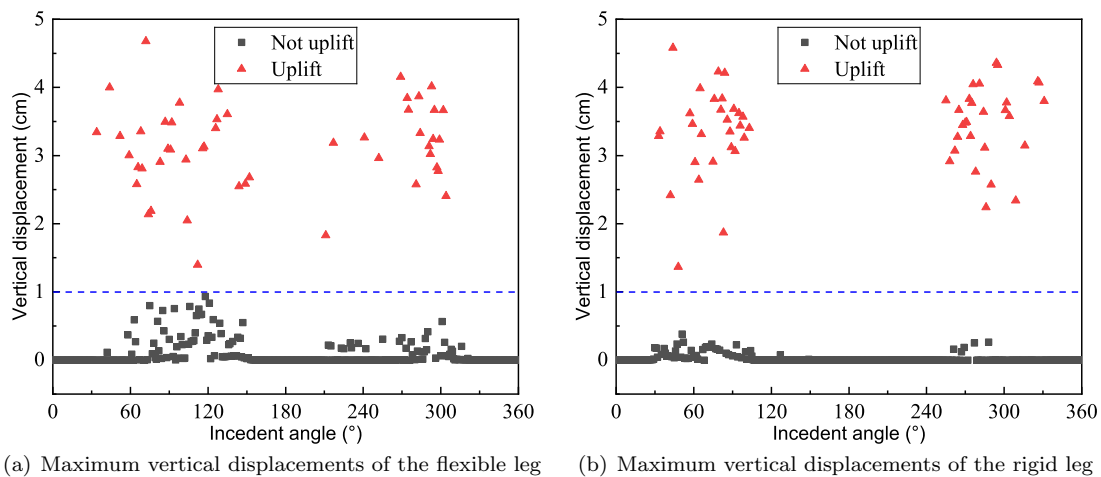 5
4
3
2
1
0
Vertical displacement (cm)
Not uplift
Uplift
0 60 120 180 240 300 360
Incedent angle (°)
(a) Maximum vertical displacements of the flexible leg
5
4
3
2
1
0
Vertical displacement (cm)
Not uplift
Uplift
0 60 120 180 240 300 360
Incedent angle (°)
(b) Maximum vertical displacements of the rigid leg